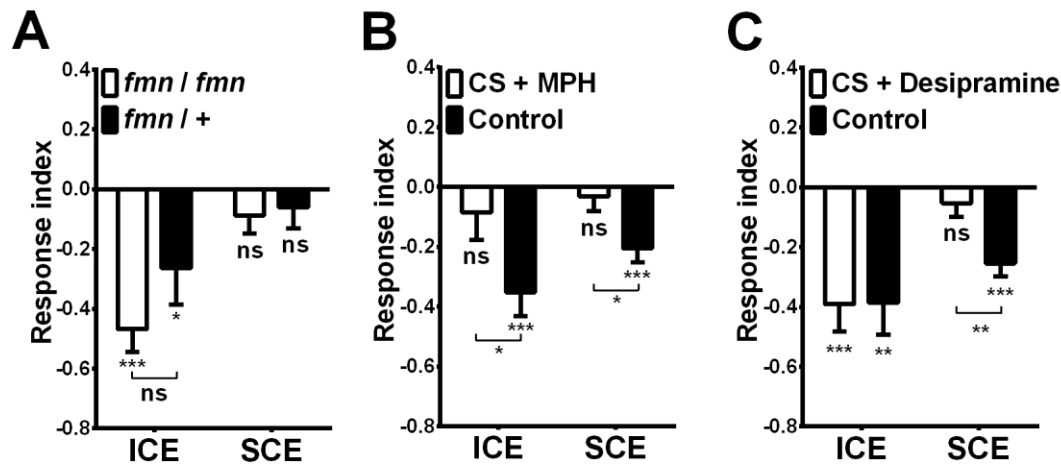 A
Response index
0.4
0.2
0.0
-0.2
-0.4
-0.6
-0.8
fmn / fmn
fmn / +
ns
ns
*
***
ns
ICE
SCE
B
Response index
0.4
0.2
0.0
-0.2
-0.4
-0.6
-0.8
CS + MPH
Control
ns
ns
***
*
***
*
ICE
SCE
C
Response index
0.4
0.2
0.0
-0.2
-0.4
-0.6
-0.8
CS + Desipramine
Control
ns
***
**
***
**
ICE
SCE